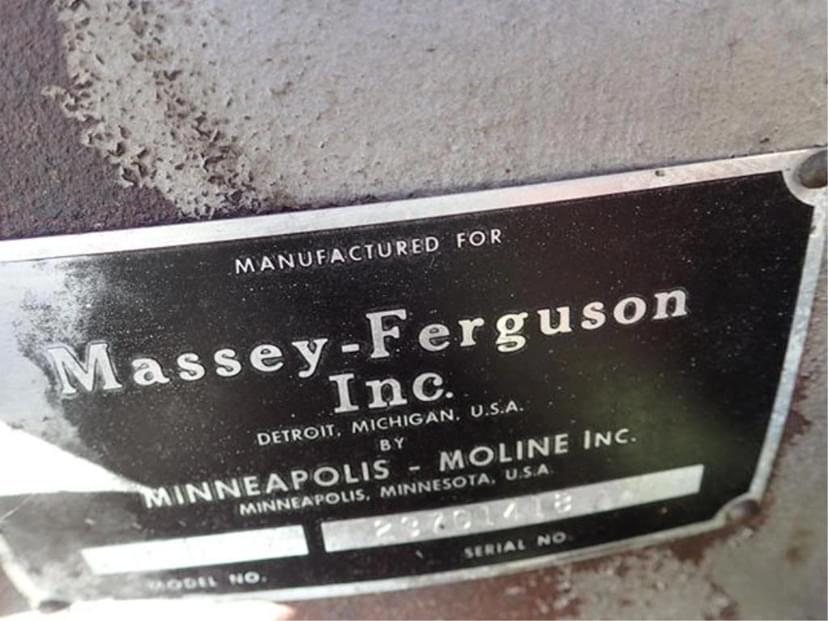 MANUFACTURED FOR
Massey-Ferguson
Inc.
DETROIT, MICHIGAN, U.S.A.
BY
MINNEAPOLIS - MOLINE INC.
MINNEAPOLIS, MINNESOTA, U.S.A.
MODEL NO.
SERIAL NO.